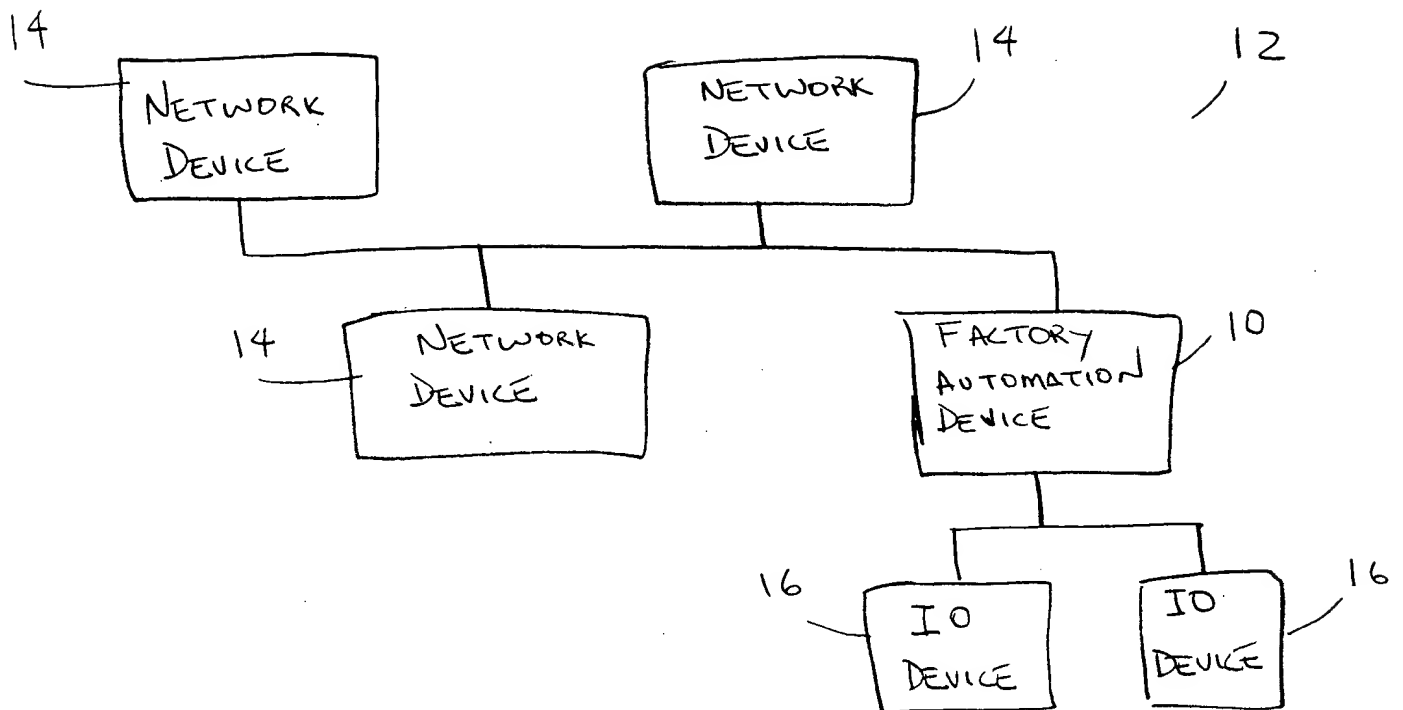 14
NETWORK
DEVICE
NETWORK
DEVICE
14
12
14
NETWORK
DEVICE
FACTORY
AUTOMATION
DEVICE
10
16
IO
DEVICE
IO
DEVICE
16